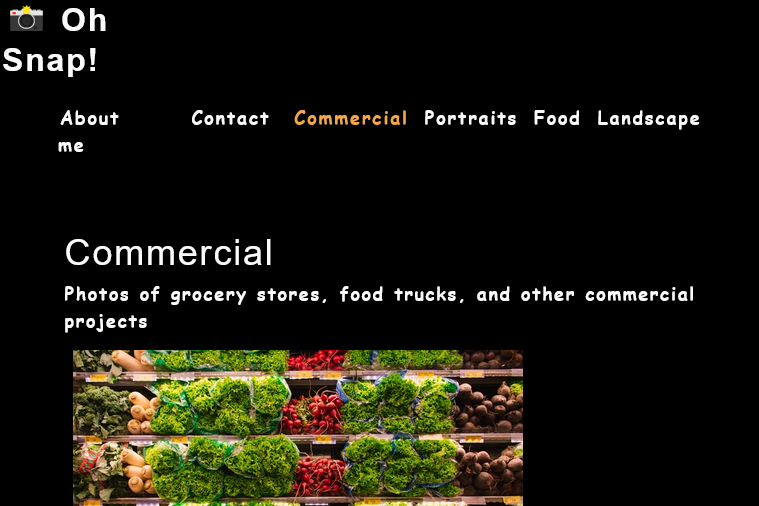 📸 Oh
Snap!
About me
Contact
Commercial
Portraits
Food
Landscape
Commercial
Photos of grocery stores, food trucks, and other commercial
projects